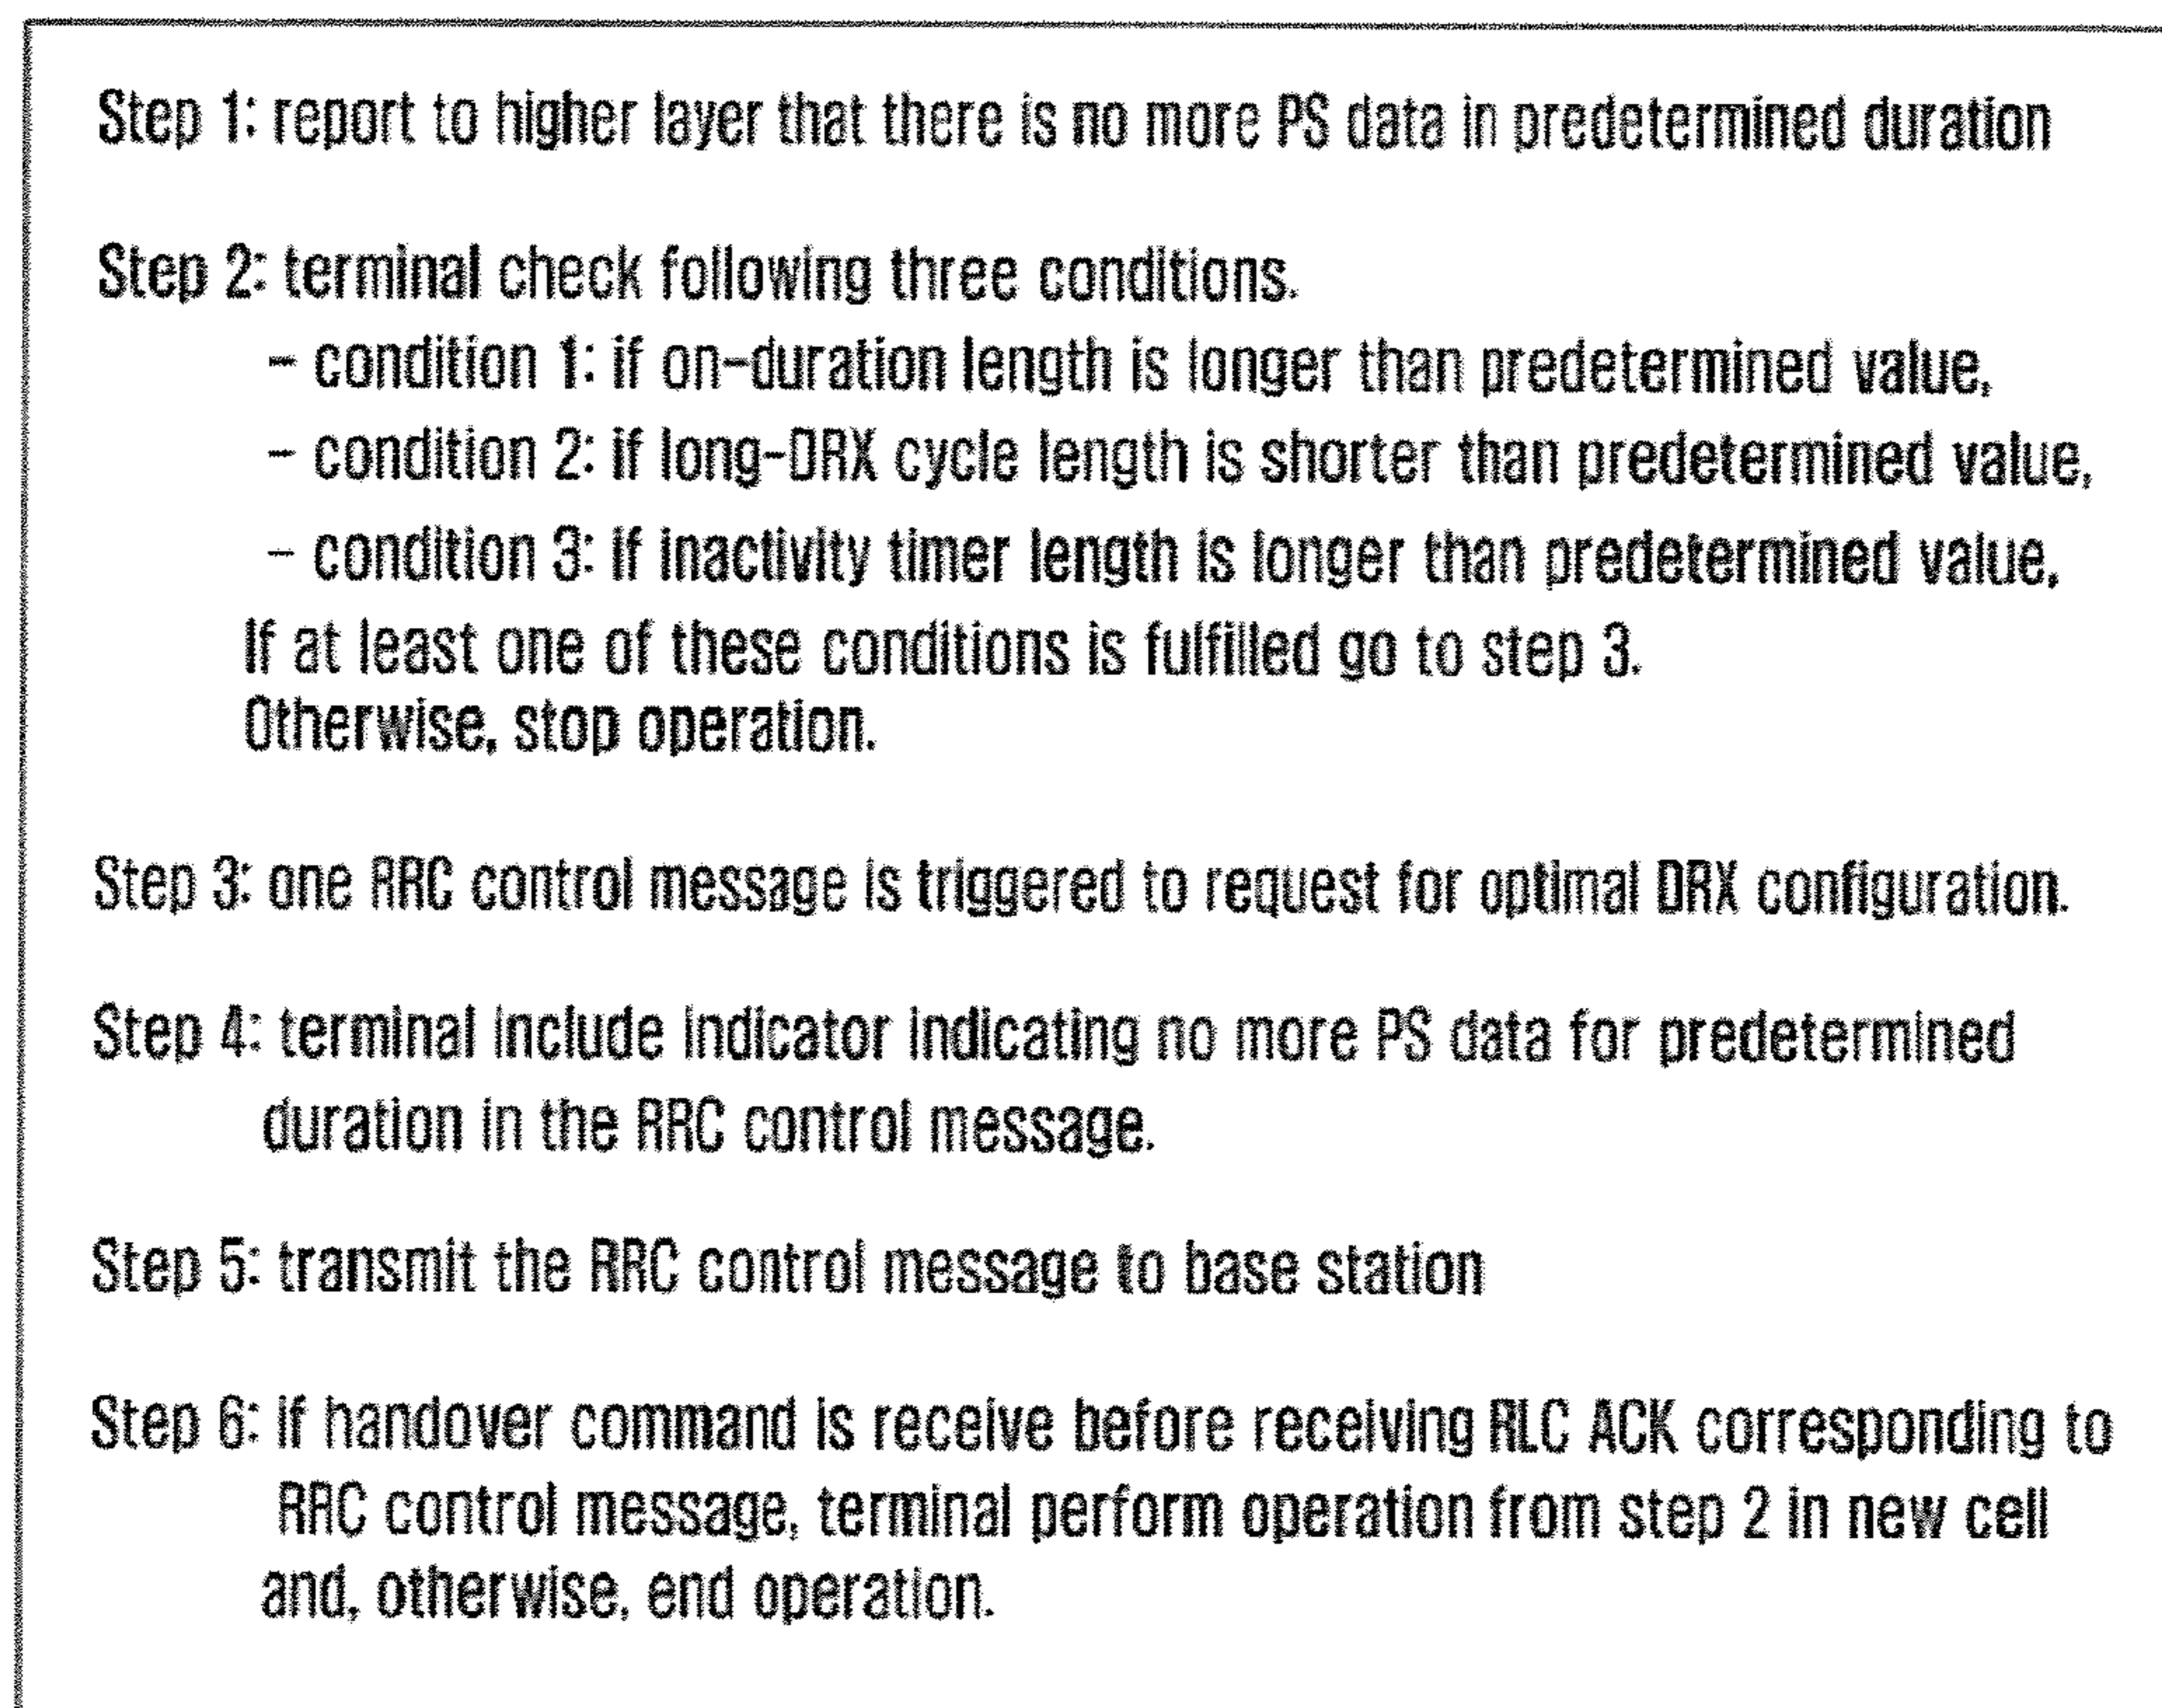 Step 1: report to higher layer that there is no more PS data in predetermined duration
Step 2: terminal check following three conditions.
- condition 1: if on-duration length is longer than predetermined value,
- condition 2: if long-DRX cycle length is shorter than predetermined value,
- condition 3: if inactivity timer length is longer than predetermined value,
If at least one of these conditions is fulfilled go to step 3.
Otherwise, stop operation.
Step 3: one RRC control message is triggered to request for optimal DRX configuration.
Step 4: terminal include indicator indicating no more PS data for predetermined
duration in the RRC control message.
Step 5: transmit the RRC control message to base station
Step 6: if handover command is receive before receiving RLC ACK corresponding to
RRC control message, terminal perform operation from step 2 in new cell
and, otherwise, end operation.